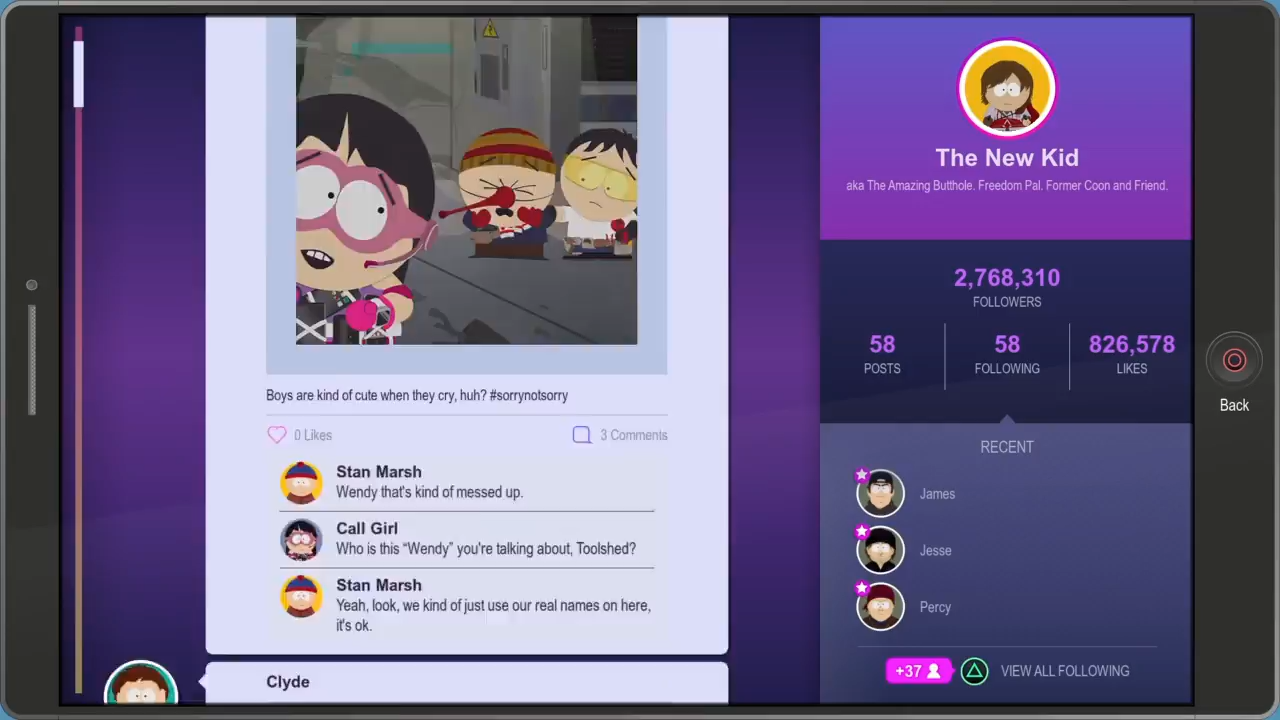 Boys are kind of cute when they cry, huh? #sorrynotsorry
0 Likes
3 Comments
Stan Marsh
Wendy that's kind of messed up.
Call Girl
Who is this “Wendy” you're talking about, Toolshed?
Stan Marsh
Yeah, look, we kind of just use our real names on here,
it's ok.
Clyde
The New Kid
aka The Amazing Butthole. Freedom Pal. Former Coon and Friend.
2,768,310
FOLLOWERS
58
POSTS
58
FOLLOWING
826,578
LIKES
RECENT
James
Jesse
Percy
+37
VIEW ALL FOLLOWING
Back